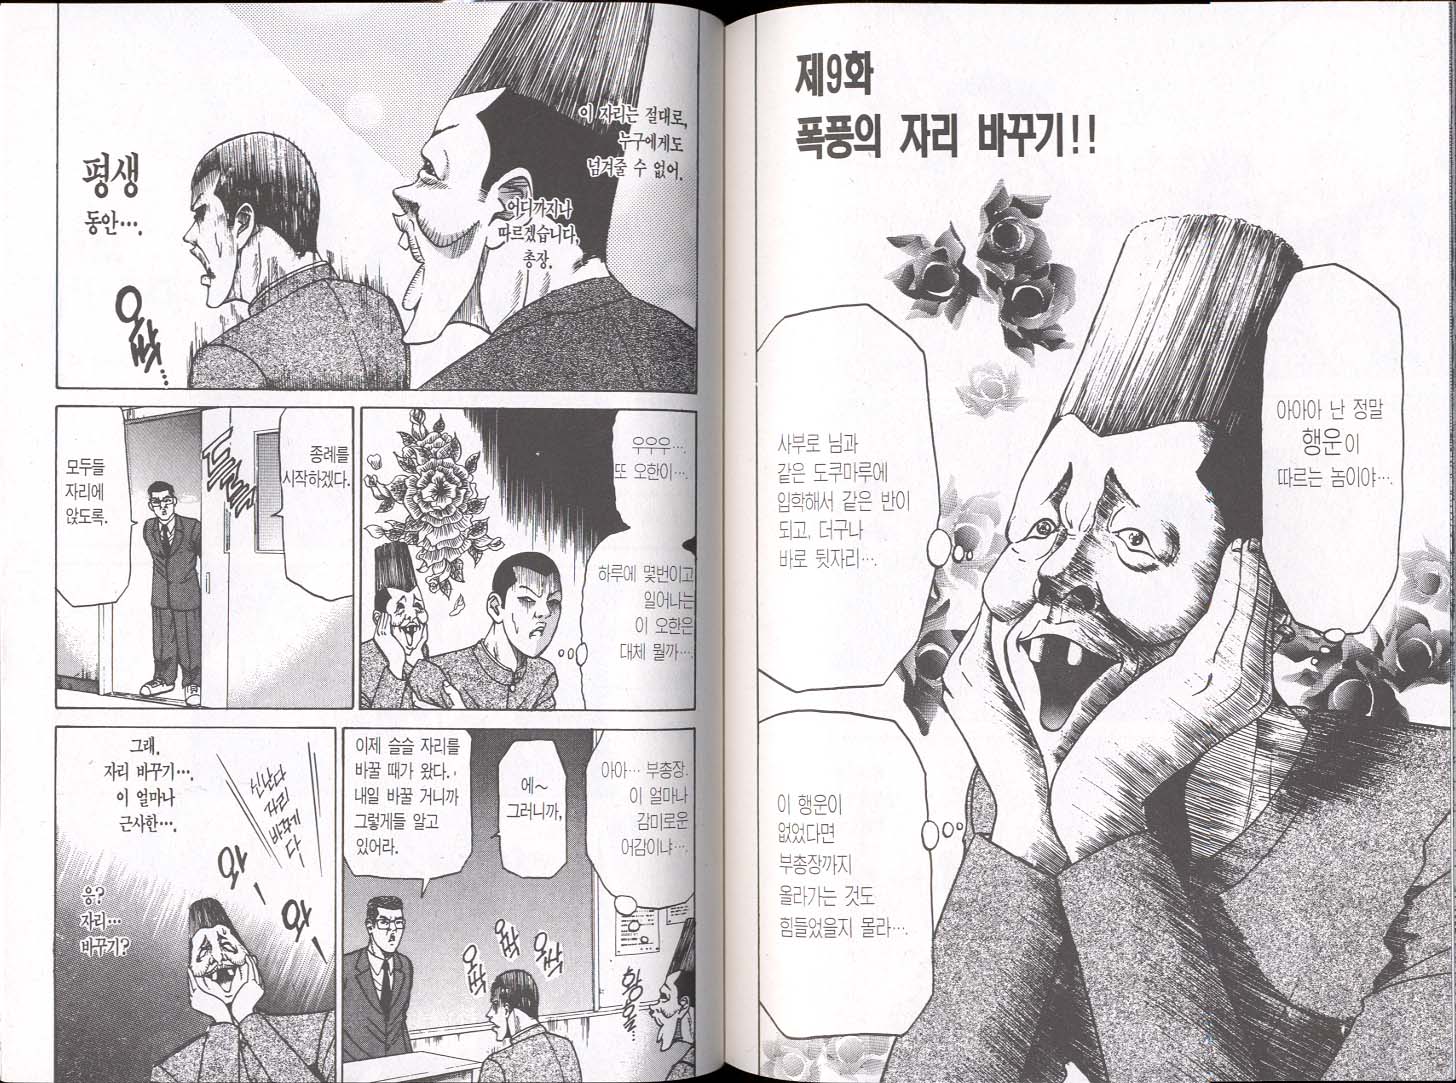 제9화
폭풍의 자리 바꾸기!!
아아아 난 정말
행운이
따르는 놈이야….
사부로 님과
같은 도쿠마루에
입학해서 같은 반이
되고, 더구나
바로 뒷자리….
이 행운이
없었다면
부총장까지
올라가는 것도
힘들었을지 몰라….
이 자리는 절대로,
누구에게도
넘겨줄 수 없어.
어디까지나
따르겠습니다,
총장.
평생
동안….
우우우….
또 오한이….
하루에 몇번이고
일어나는
이 오한은
대체 뭘까….
종례를
시작하겠다.
모두들
자리에
앉도록.
아아… 부총장.
이 얼마나
감미로운
어감이냐….
에~
그러니까,
이제 슬슬 자리를
바꿀 때가 왔다.
내일 바꿀 거니까
그렇게들 알고
있어라.
신난다
자리
바꾼다
와
와
그래,
자리 바꾸기….
이 얼마나
근사한….
응?
자리…
바꾸기?